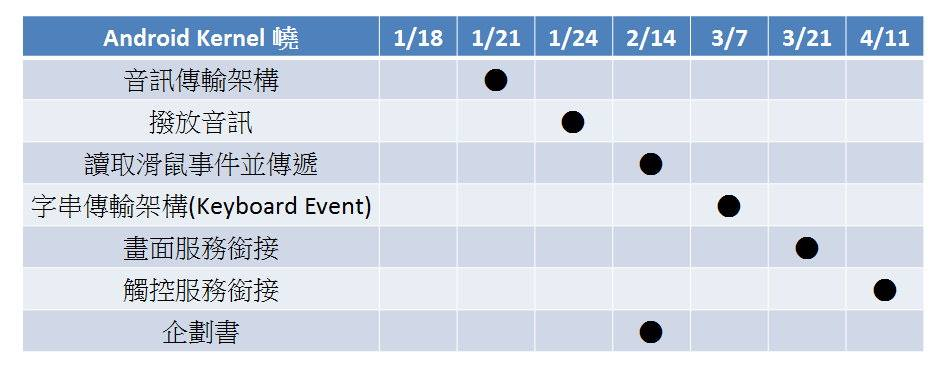 Android Kernel 嶢 1/18 1/21 1/24 2/14 3/7 3/21 4/11
音訊傳輸架構 ●
撥放音訊 ●
讀取滑鼠事件並傳遞 ●
字串傳輸架構(Keyboard Event) ●
畫面服務銜接 ●
觸控服務銜接 ●
企劃書 ●